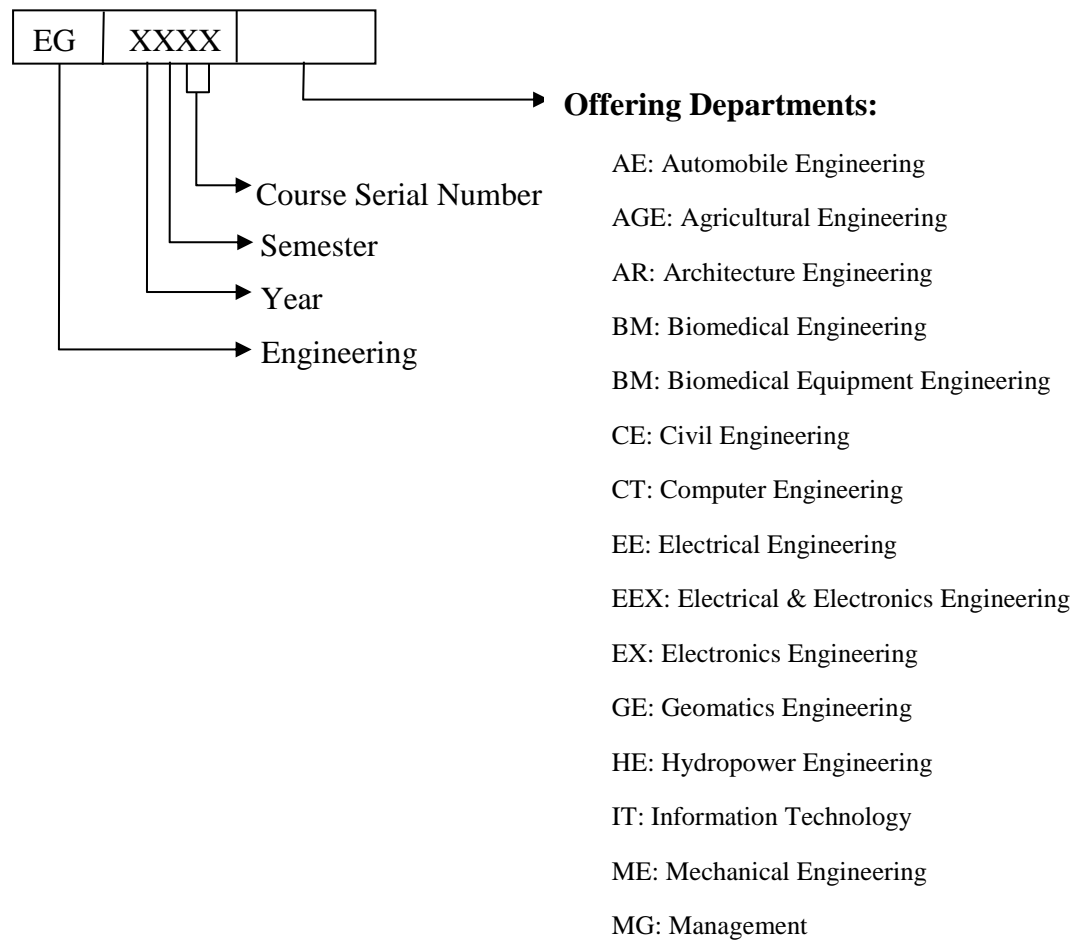 EG XXXX
Offering Departments:
AE: Automobile Engineering
Course Serial Number
AGE: Agricultural Engineering
Semester
AR: Architecture Engineering
Year
BM: Biomedical Engineering
Engineering
BM: Biomedical Equipment Engineering
CE: Civil Engineering
CT: Computer Engineering
EE: Electrical Engineering
EEX: Electrical & Electronics Engineering
EX: Electronics Engineering
GE: Geomatics Engineering
HE: Hydropower Engineering
IT: Information Technology
ME: Mechanical Engineering
MG: Management